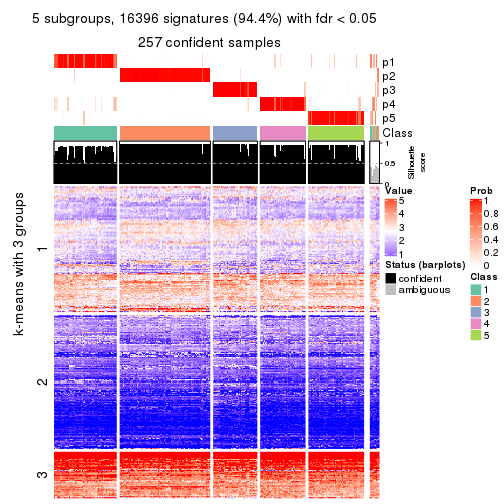 5 subgroups, 16396 signatures (94.4%) with fdr < 0.05
257 confident samples
p1
p2
p3
p4
p5
Class
1
0.5
0
Silhouette
score
k-means with 3 groups
1
2
3
Value
5
4
3
2
1
Status (barplots)
confident
ambiguous
Prob
1
0.8
0.6
0.4
0.2
0
Class
1
2
3
4
5